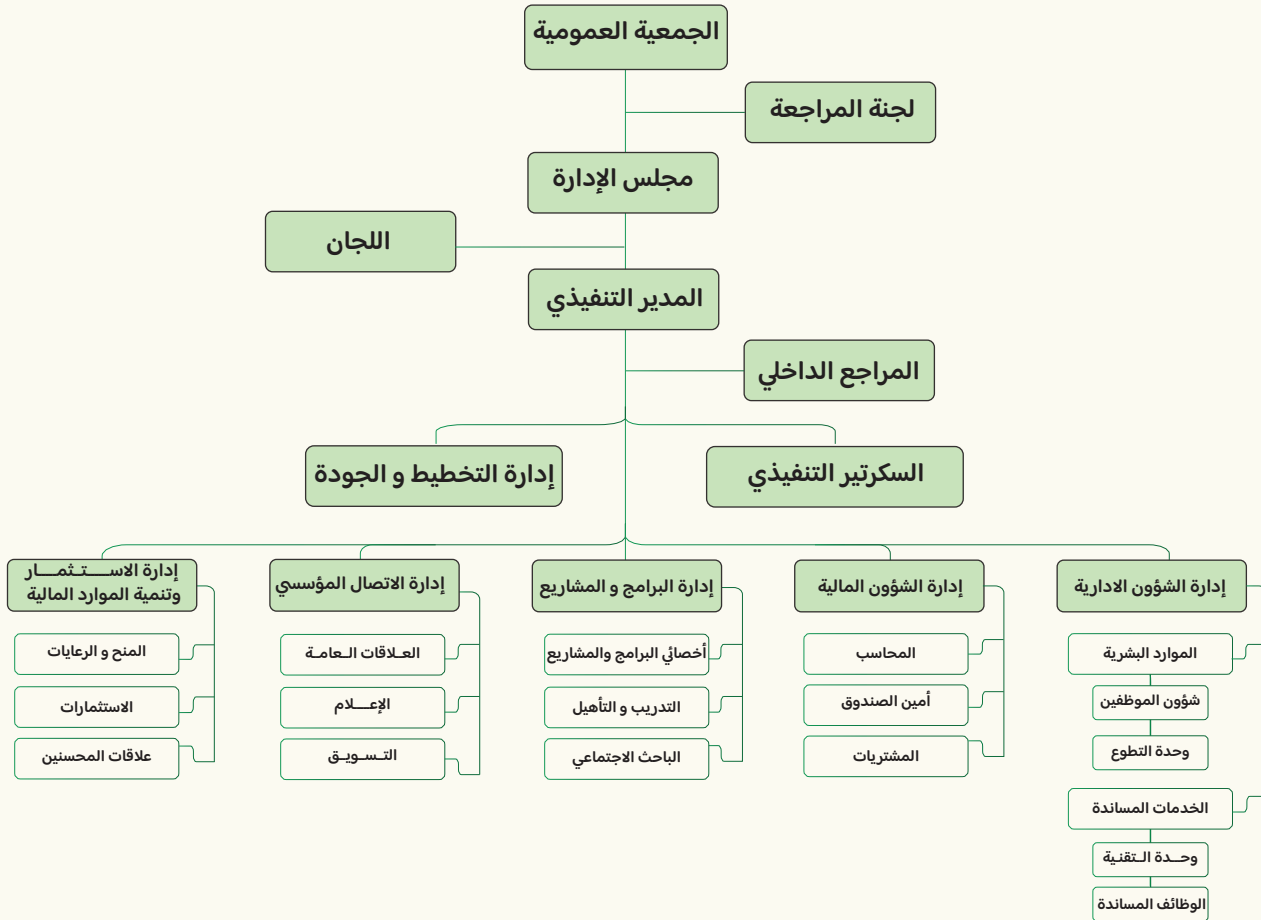 الجمعية العمومية
لجنة المراجعة
مجلس الإدارة
اللجان
المدير التنفيذي
المراجع الداخلي
السكرتير التنفيذي
إدارة التخطيط و الجودة
إدارة الشؤون الادارية
الموارد البشرية
شؤون الموظفين
وحدة التطوع
الخدمات المساندة
وحــدة الـتقنية
الوظائف المساندة
إدارة الشؤون المالية
المحاسب
أمين الصندوق
المشتريات
إدارة البرامج و المشاريع
أخصائي البرامج والمشاريع
التدريب و التأهيل
الباحث الاجتماعي
إدارة الاتصال المؤسسي
العـلاقات الـعامـة
الإعــــلام
التـسـويـق
إدارة الاســـتـثمـــار
وتنمية الموارد المالية
المنح و الرعايات
الاستثمارات
علاقات المحسنين